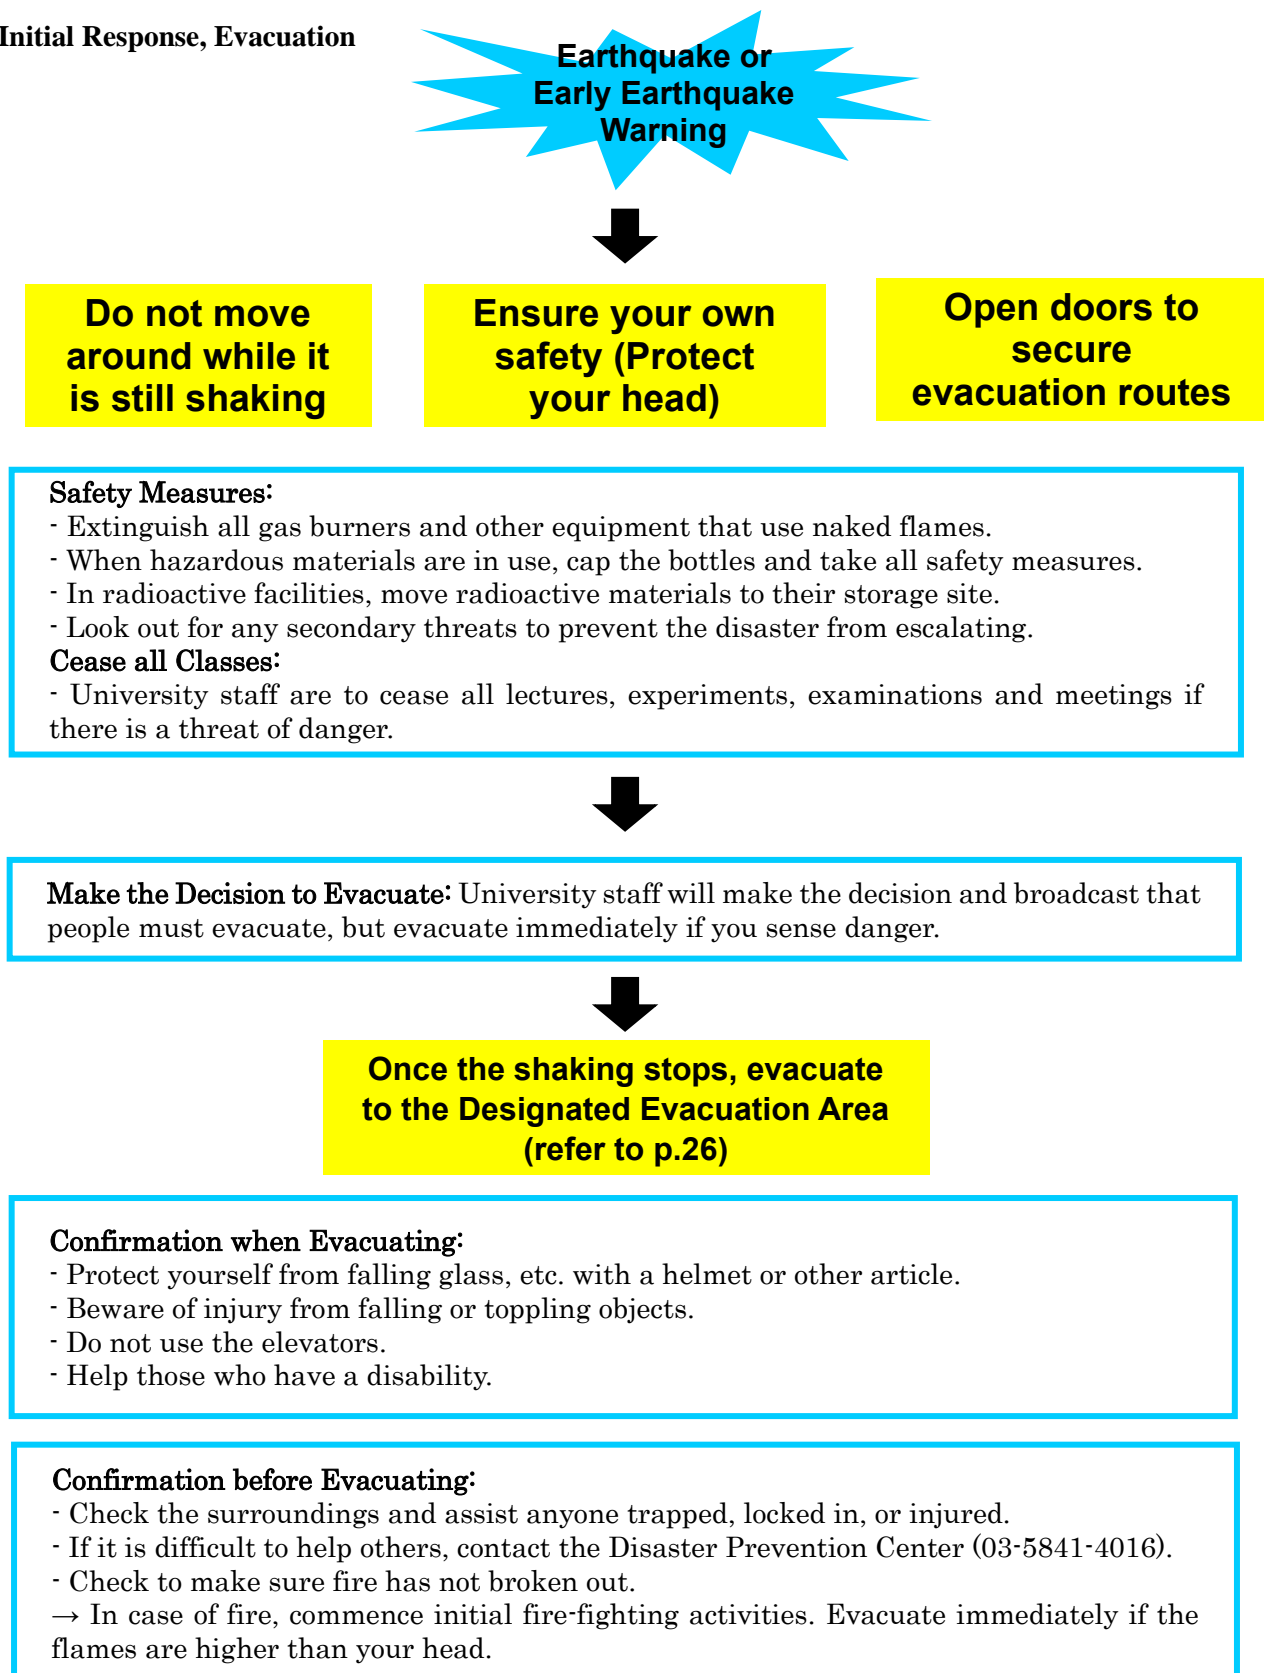 Initial Response, Evacuation
Earthquake or
Early Earthquake
Warning
Do not move
around while it
is still shaking
Ensure your own
safety (Protect
your head)
Open doors to
secure
evacuation routes
Safety Measures:
- Extinguish all gas burners and other equipment that use naked flames.
- When hazardous materials are in use, cap the bottles and take all safety measures.
- In radioactive facilities, move radioactive materials to their storage site.
- Look out for any secondary threats to prevent the disaster from escalating.
Cease all Classes:
- University staff are to cease all lectures, experiments, examinations and meetings if
there is a threat of danger.
Make the Decision to Evacuate: University staff will make the decision and broadcast that
people must evacuate, but evacuate immediately if you sense danger.
Once the shaking stops, evacuate
to the Designated Evacuation Area
(refer to p.26)
Confirmation when Evacuating:
- Protect yourself from falling glass, etc. with a helmet or other article.
- Beware of injury from falling or toppling objects.
- Do not use the elevators.
- Help those who have a disability.
Confirmation before Evacuating:
- Check the surroundings and assist anyone trapped, locked in, or injured.
- If it is difficult to help others, contact the Disaster Prevention Center (03-5841-4016).
- Check to make sure fire has not broken out.
→ In case of fire, commence initial fire-fighting activities. Evacuate immediately if the
flames are higher than your head.